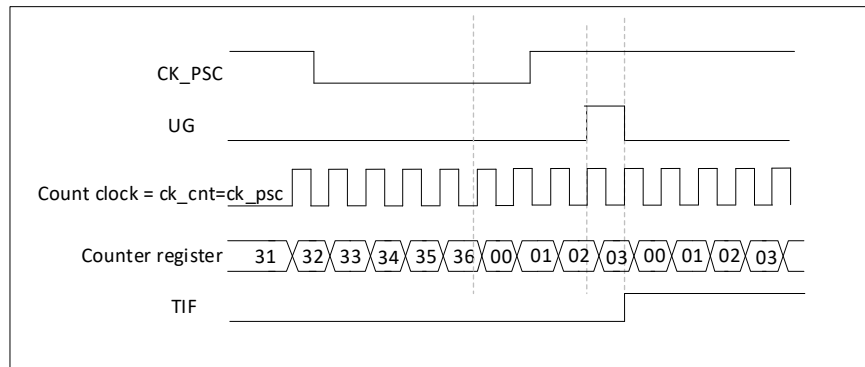 CK_PSC
UG
Count clock = ck_cnt=ck_psc
Counter register 31 32 33 34 35 36 00 01 02 03 00 01 02 03
TIF